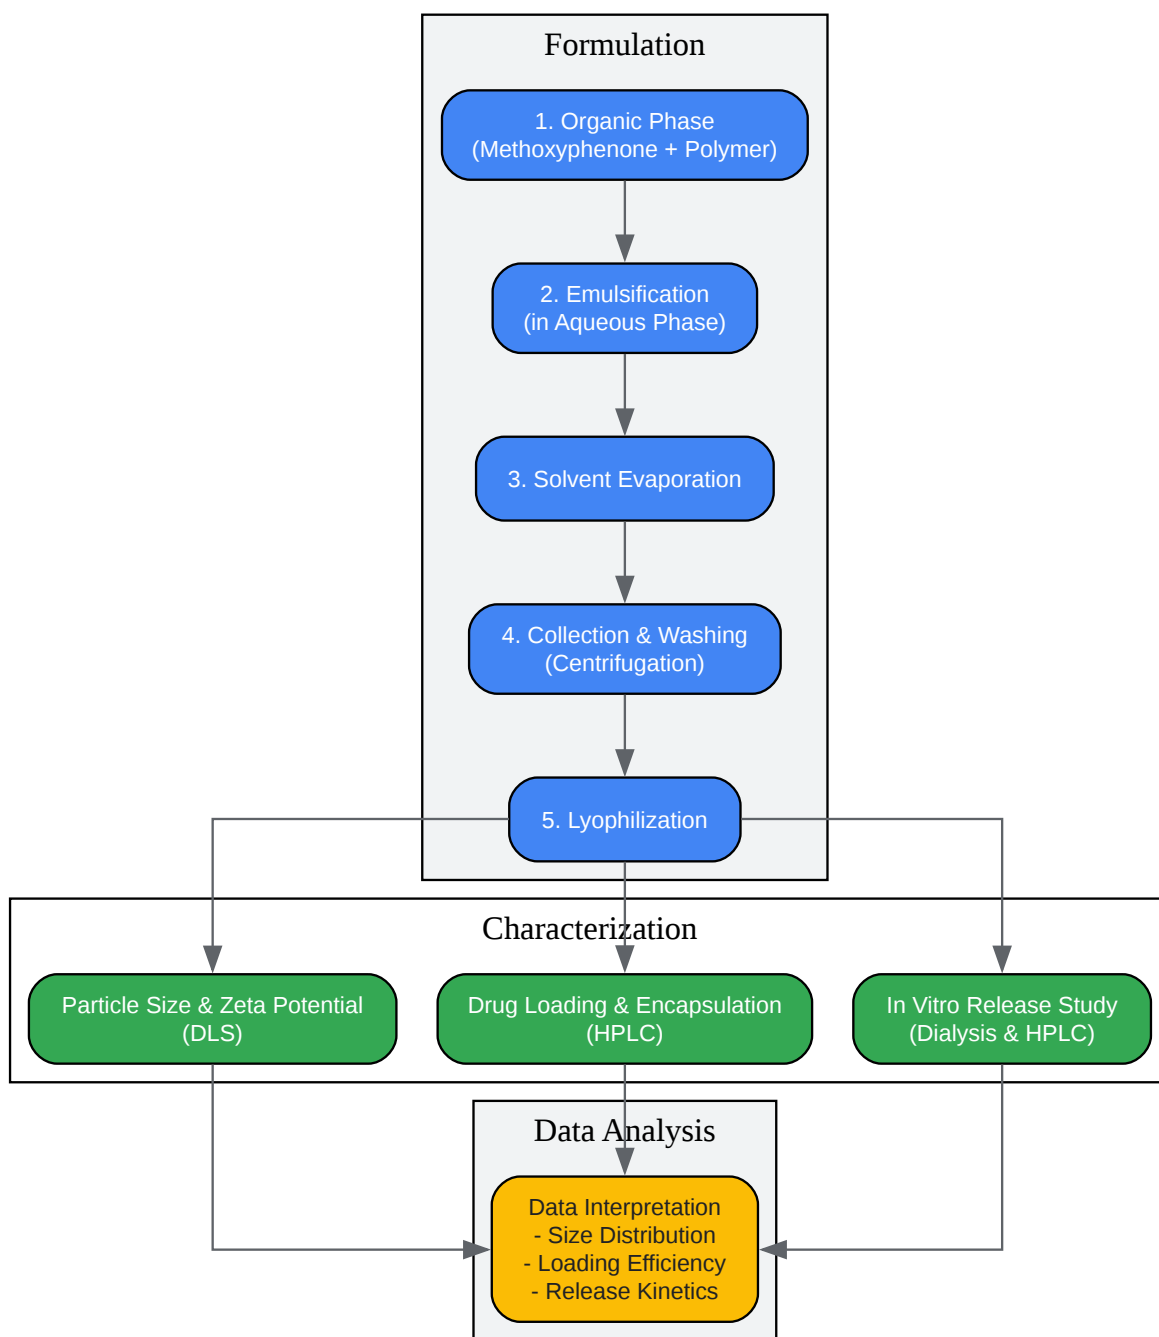 Formulation
1. Organic Phase
(Methoxyphenone + Polymer)
2. Emulsification
(in Aqueous Phase)
3. Solvent Evaporation
4. Collection & Washing
(Centrifugation)
5. Lyophilization
Characterization
Particle Size & Zeta Potential
(DLS)
Drug Loading & Encapsulation
(HPLC)
In Vitro Release Study
(Dialysis & HPLC)
Data Analysis
Data Interpretation
- Size Distribution
- Loading Efficiency
- Release Kinetics